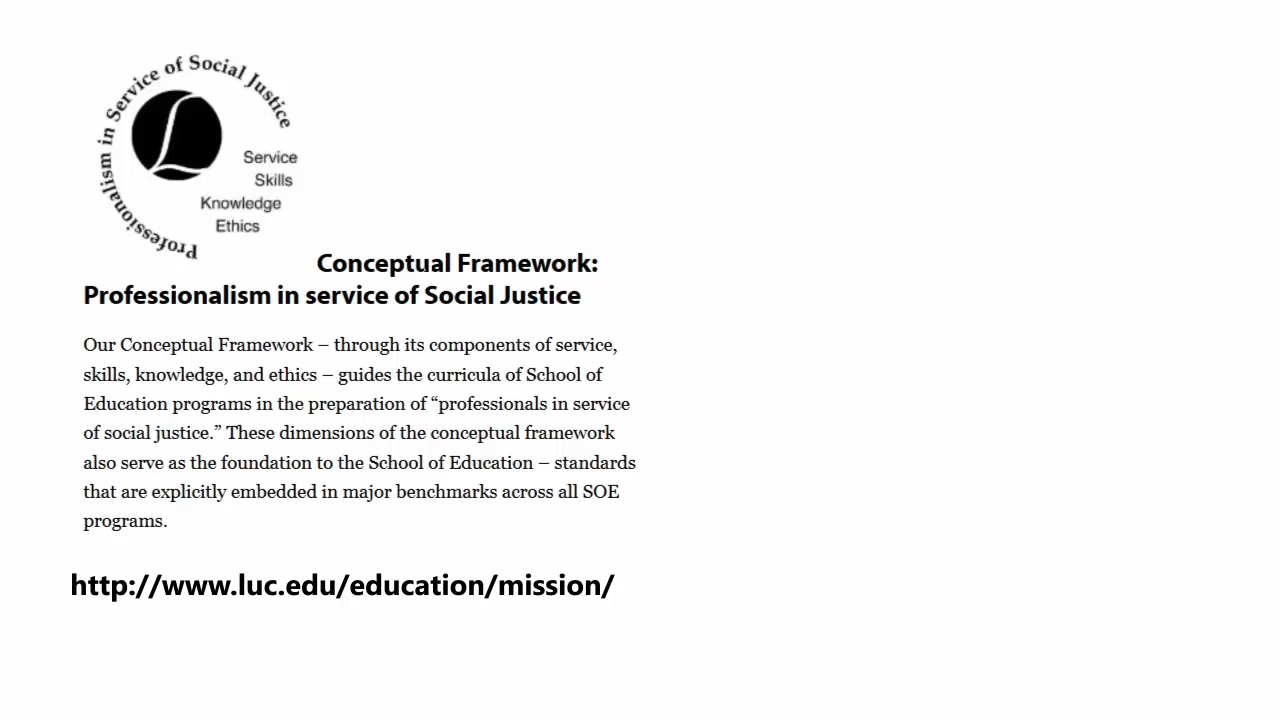 Professionalism in Service of Social Justice
L
Service
Skills
Knowledge
Ethics
Conceptual Framework:
Professionalism in service of Social Justice
Our Conceptual Framework – through its components of service,
skills, knowledge, and ethics – guides the curricula of School of
Education programs in the preparation of “professionals in service
of social justice.” These dimensions of the conceptual framework
also serve as the foundation to the School of Education – standards
that are explicitly embedded in major benchmarks across all SOE
programs.
http://www.luc.edu/education/mission/